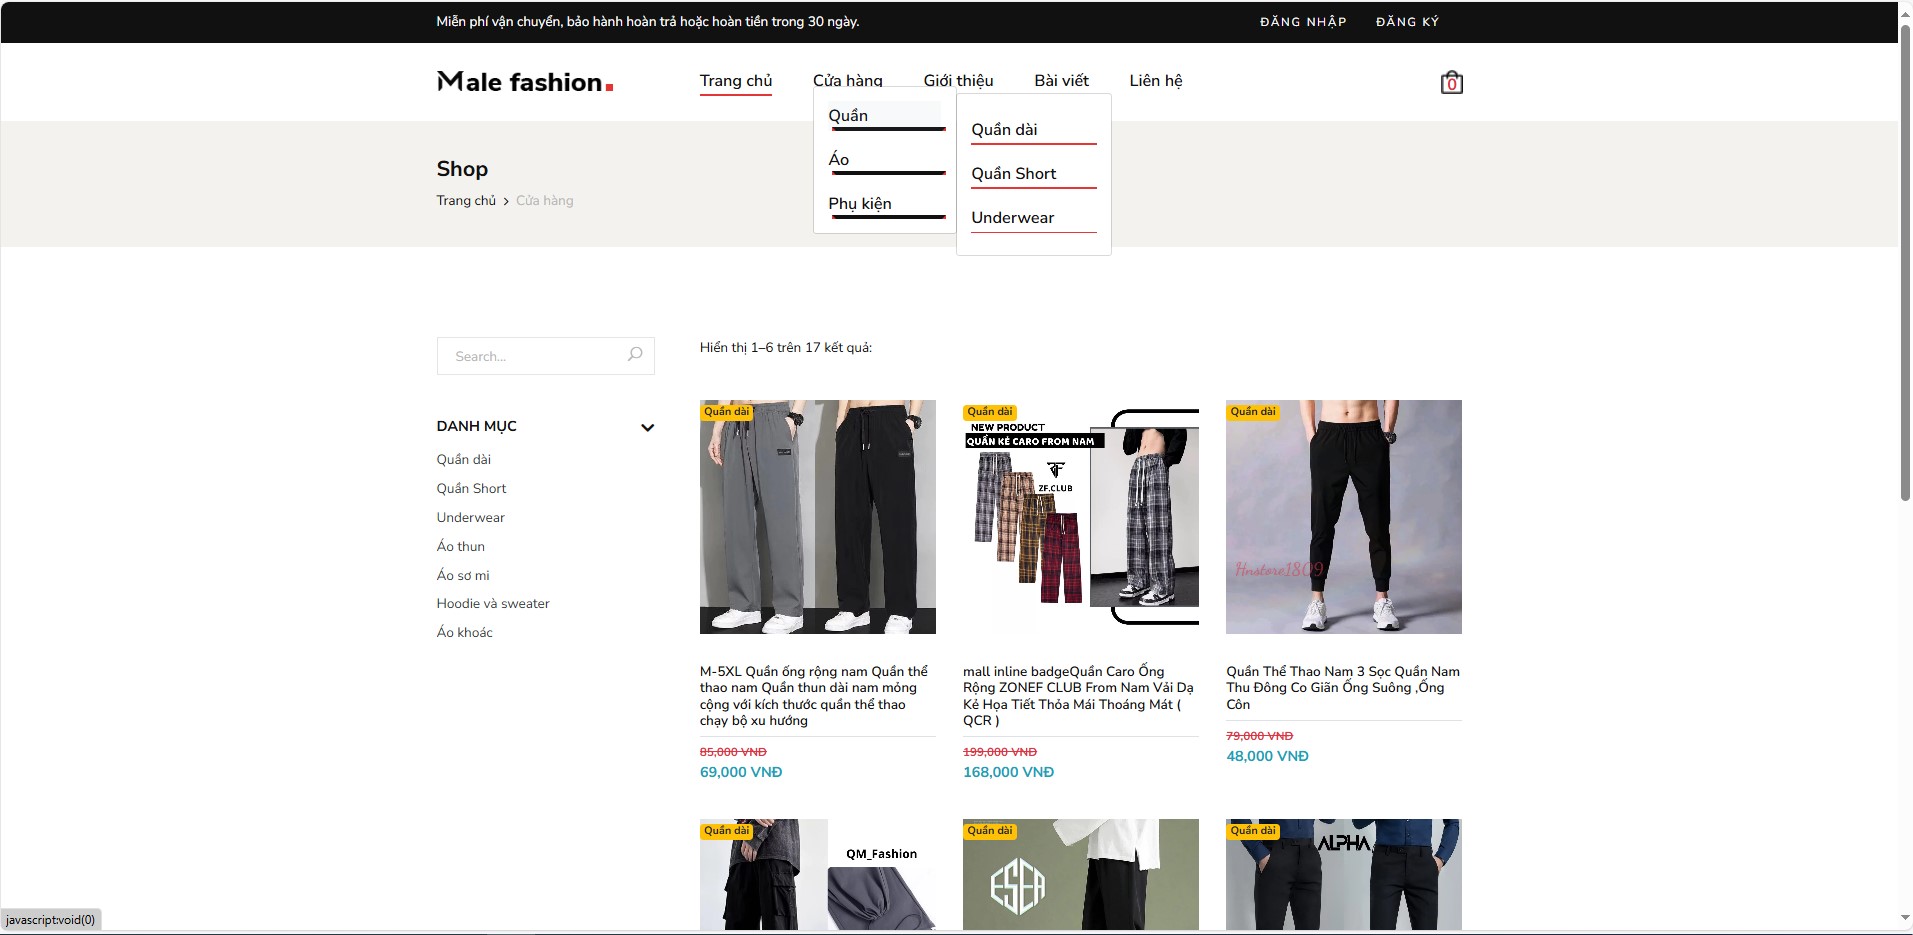 Miễn phí vận chuyển, bảo hành hoàn trả hoặc hoàn tiền trong 30 ngày.
ĐĂNG NHẬP ĐĂNG KÝ
Male fashion.
Trang chủ Cửa hàng Giới thiệu Bài viết Liên hệ
0
Quần
Áo
Phụ kiện
Quần dài
Quần Short
Underwear
Shop
Trang chủ > Cửa hàng
Search...
Hiển thị 1–6 trên 17 kết quả:
DANH MỤC
Quần dài
Quần Short
Underwear
Áo thun
Áo sơ mi
Hoodie và sweater
Áo khoác
Quần dài
M-5XL Quần ống rộng nam Quần thể
thao nam Quần thun dài nam mỏng
cộng với kích thước quần thể thao
chạy bộ xu hướng
85,000 VNĐ
69,000 VNĐ
Quần dài
NEW PRODUCT
QUẦN KẺ CARO FROM NAM
ZF.CLUB
mall inline badgeQuần Caro Ống
Rộng ZONEF CLUB From Nam Vải Dạ
Kẻ Họa Tiết Thỏa Mái Thoáng Mát (
QCR )
199,000 VNĐ
168,000 VNĐ
Quần dài
Hnstore1809
Quần Thể Thao Nam 3 Sọc Quần Nam
Thu Đông Co Giãn Ống Suông ,Ống
Côn
79,000 VNĐ
48,000 VNĐ
Quần dài
QM_Fashion
Quần dài
ESEA
Quần dài
ALPHA
javascript:void(0)